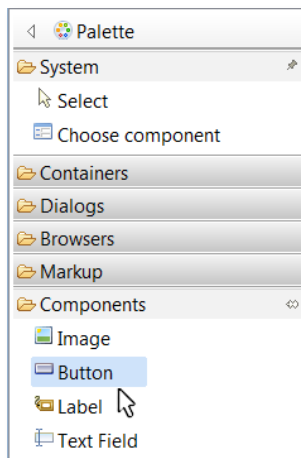 Palette
System
Select
Choose component
Containers
Dialogs
Browsers
Markup
Components
Image
Button
Label
Text Field